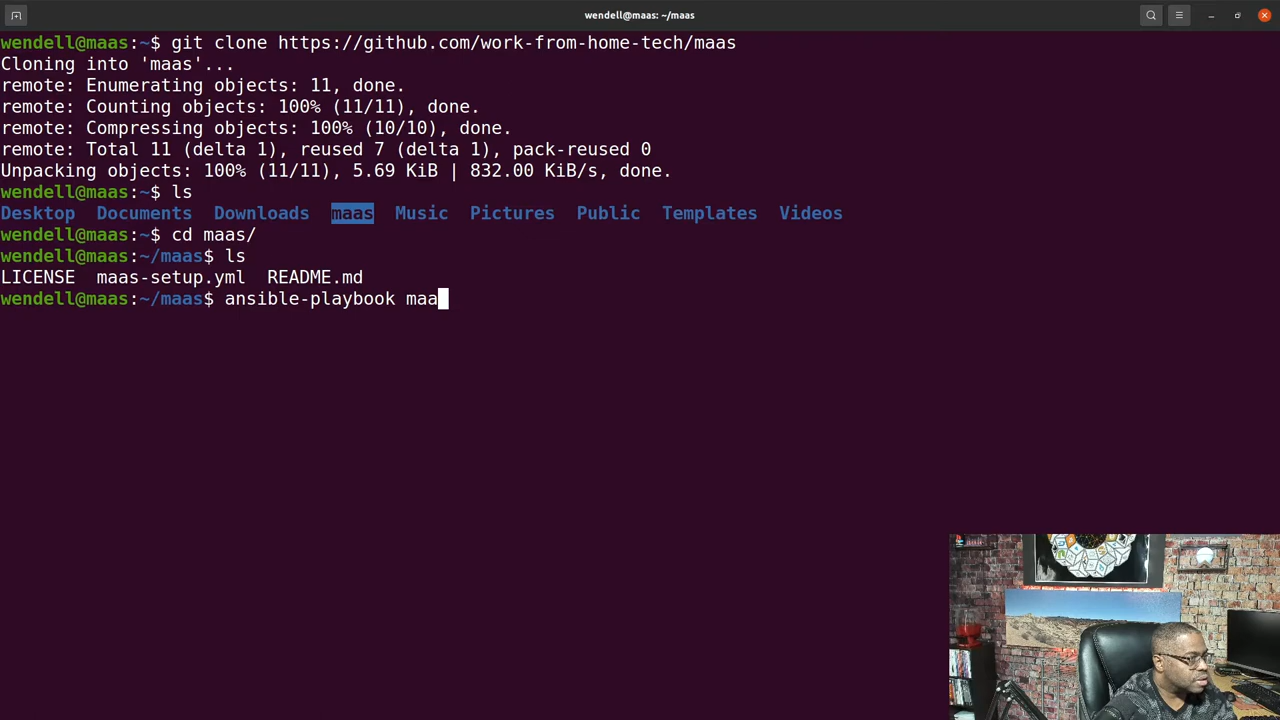 wendell@maas: ~/maas
wendell@maas:~$ git clone https://github.com/work-from-home-tech/maas
Cloning into 'maas'...
remote: Enumerating objects: 11, done.
remote: Counting objects: 100% (11/11), done.
remote: Compressing objects: 100% (10/10), done.
remote: Total 11 (delta 1), reused 7 (delta 1), pack-reused 0
Unpacking objects: 100% (11/11), 5.69 KiB | 832.00 KiB/s, done.
wendell@maas:~$ ls
Desktop Documents Downloads maas Music Pictures Public Templates Videos
wendell@maas:~$ cd maas/
wendell@maas:~/maas$ ls
LICENSE maas-setup.yml README.md
wendell@maas:~/maas$ ansible-playbook maa